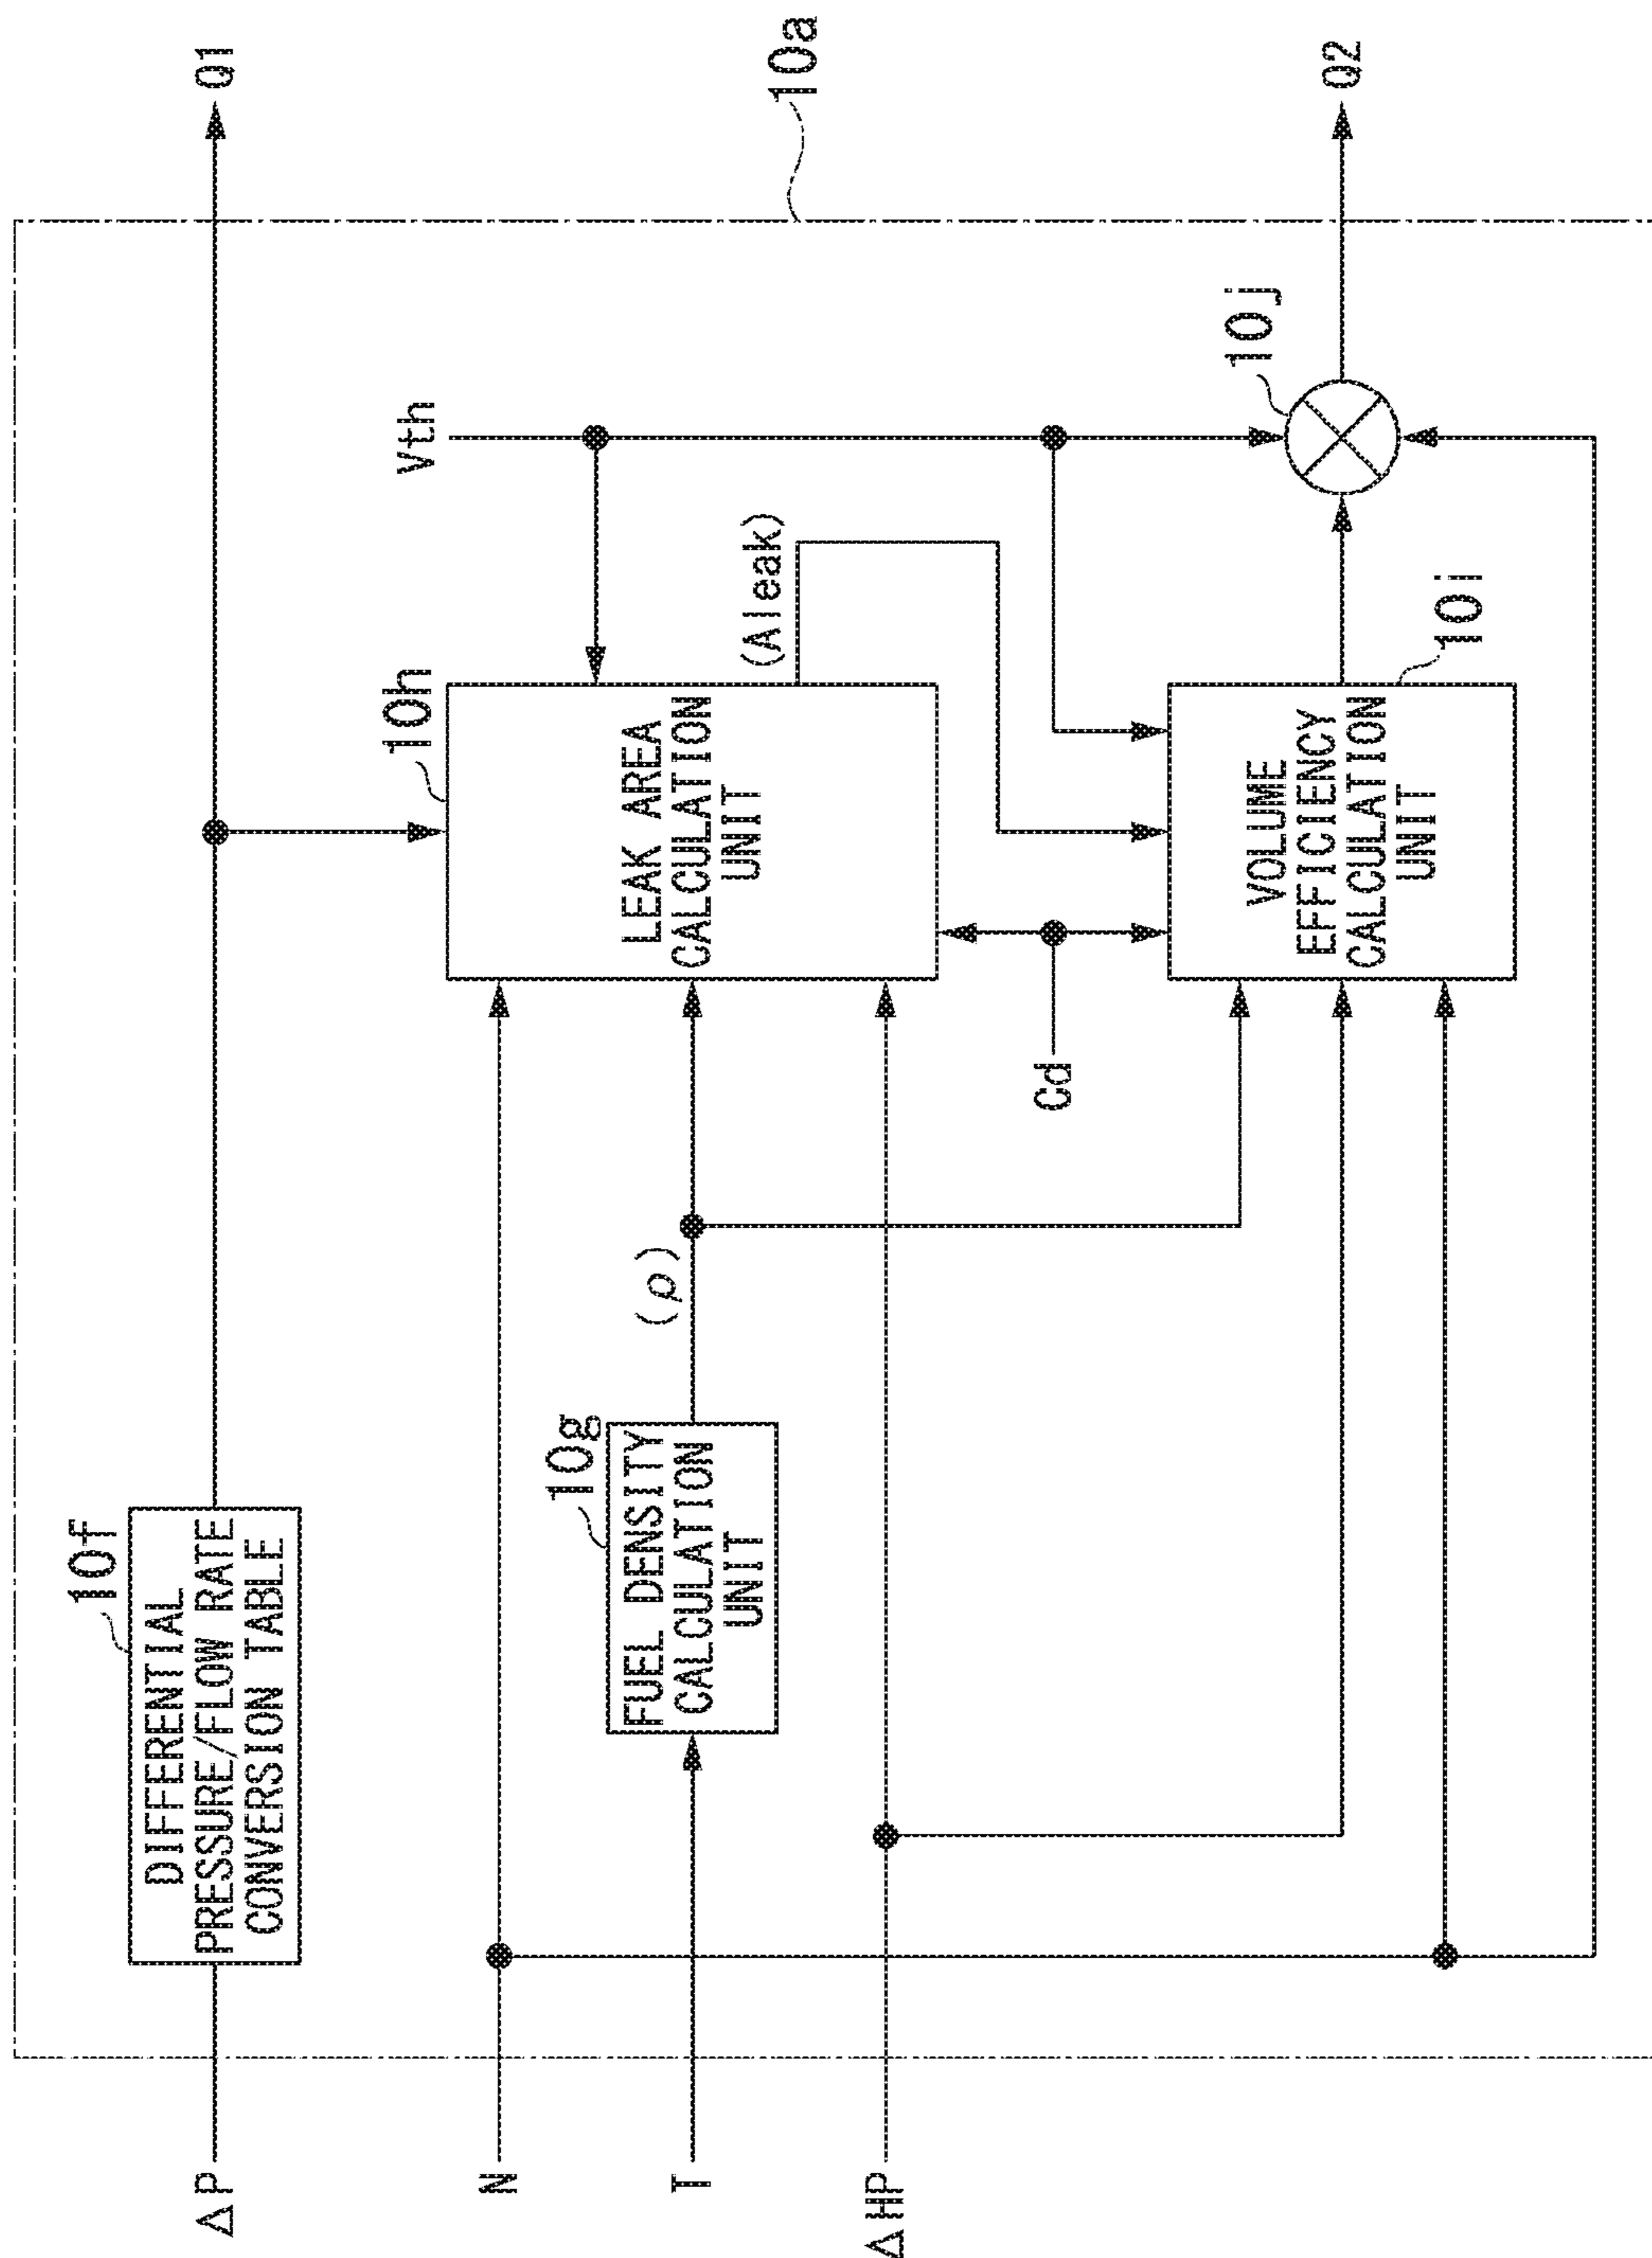 10a
ΔP
10f
DIFFERENTIAL
PRESSURE/FLOW RATE
CONVERSION TABLE
Q1
N
T
ΔHP
10g
FUEL DENSITY
CALCULATION
UNIT
(ρ)
10h
LEAK AREA
CALCULATION
UNIT
Vth
(Aleak)
Cd
VOLUME
EFFICIENCY
CALCULATION
UNIT
10i
10j
Q2